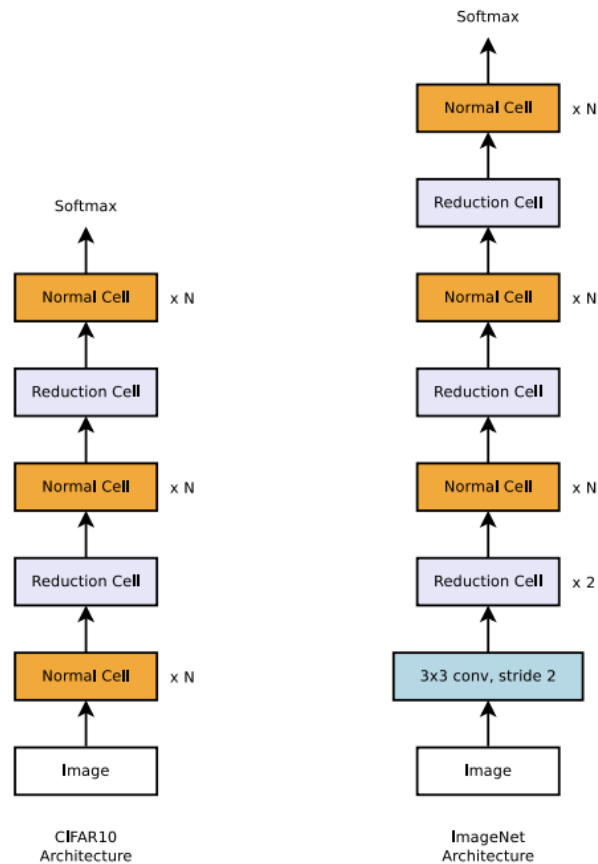 Softmax
Normal Cell
x N
Reduction Cell
Normal Cell
x N
Reduction Cell
Normal Cell
x N
Image
CIFAR10
Architecture
Softmax
Normal Cell
x N
Reduction Cell
Normal Cell
x N
Reduction Cell
Normal Cell
x N
Reduction Cell
x 2
3x3 conv, stride 2
Image
ImageNet
Architecture